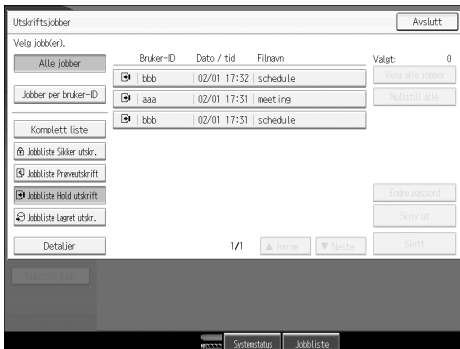 Utskriftsjobber
Avslutt
Velg jobb(er).
Alle jobber
Jobber per bruker-ID
Komplett liste
Jobbliste Sikker utskr.
Jobbliste Prøveutskrift
Jobbliste Hold utskrift
Jobbliste Lagret utskr.
Detaljer
Bruker-ID Dato / tid Filnavn
bbb 02/01 17:32 schedule
aaa 02/01 17:31 meeting
bbb 02/01 17:31 schedule
1/1 ▲ Forrige ▼ Neste
Valgt: 0
Velg alle jobber
Nullstill alle
Endre passord
Skriv ut
Slett
Nullstill jobb
Systemstatus Jobbliste